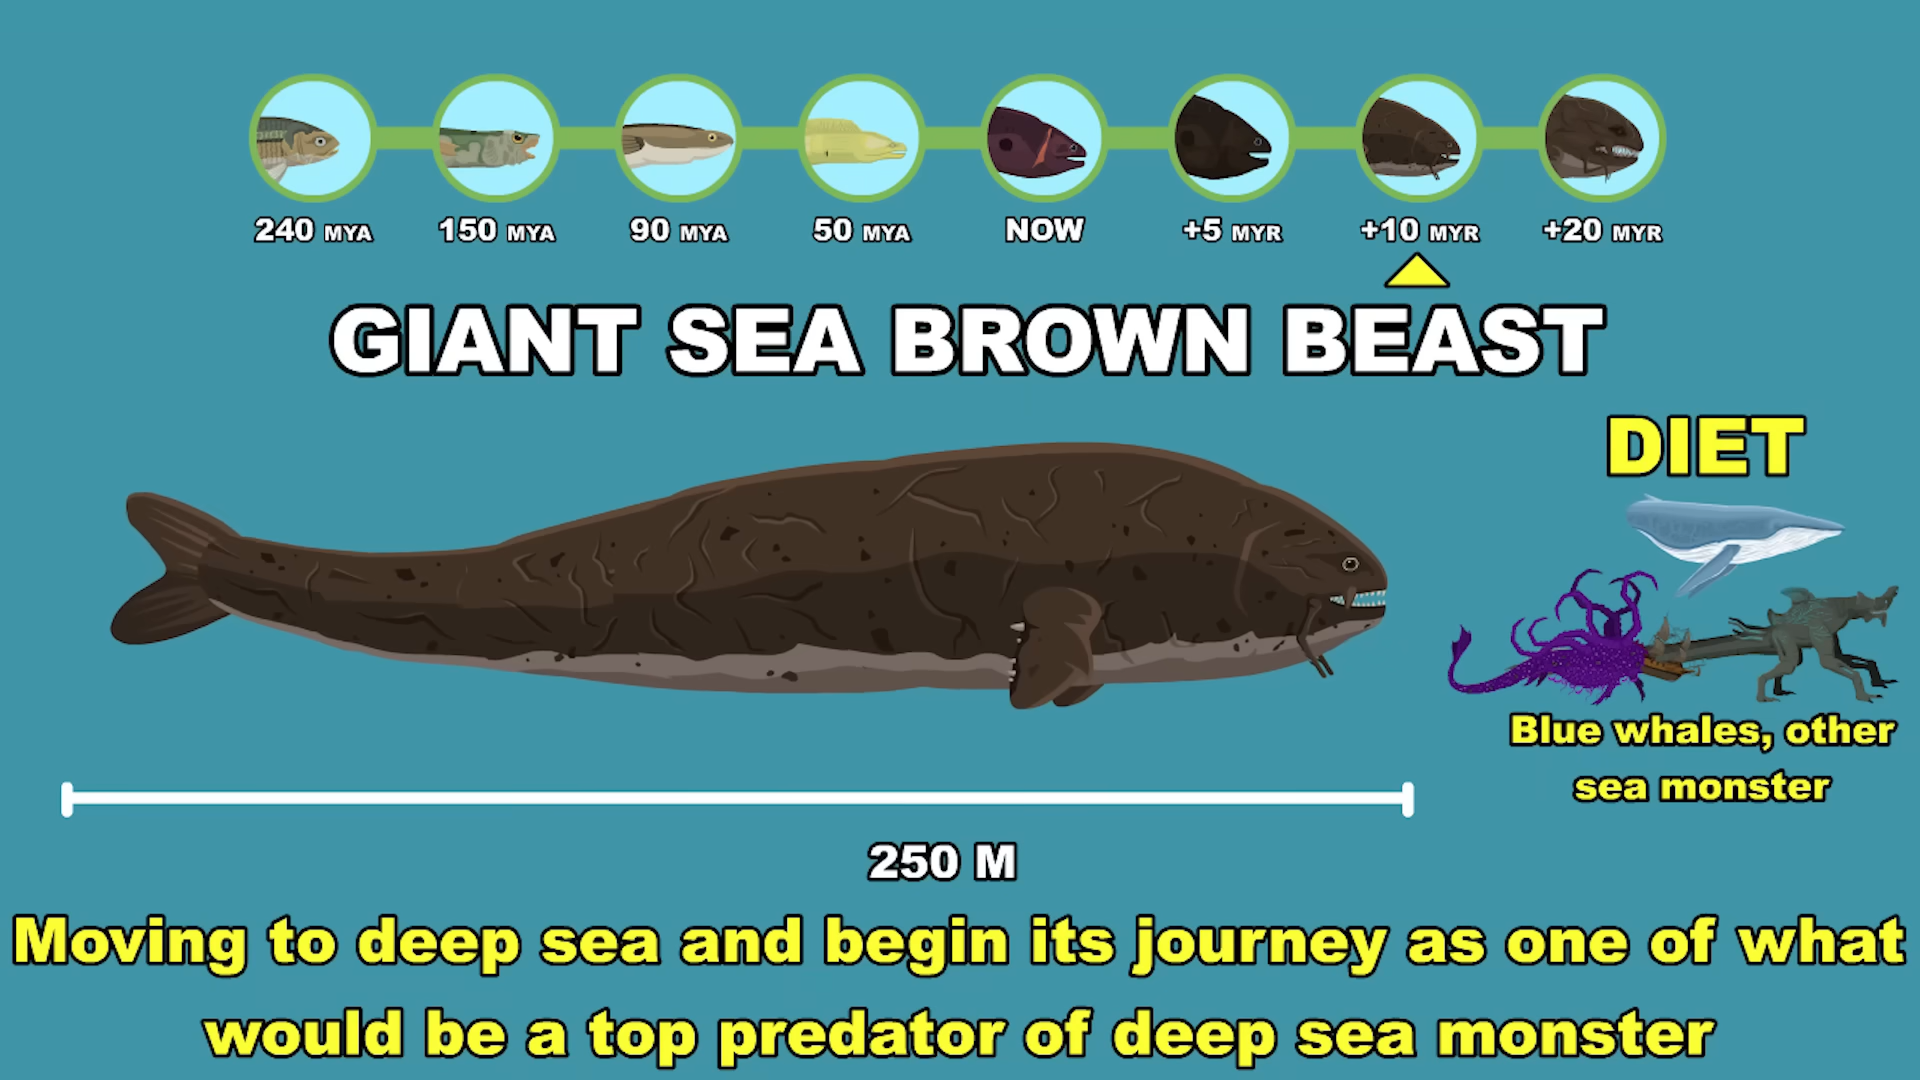 240 MYA
150 MYA
90 MYA
50 MYA
NOW
+5 MYR
+10 MYR
+20 MYR
GIANT SEA BROWN BEAST
DIET
Blue whales, other
sea monster
250 M
Moving to deep sea and begin its journey as one of what
would be a top predator of deep sea monster